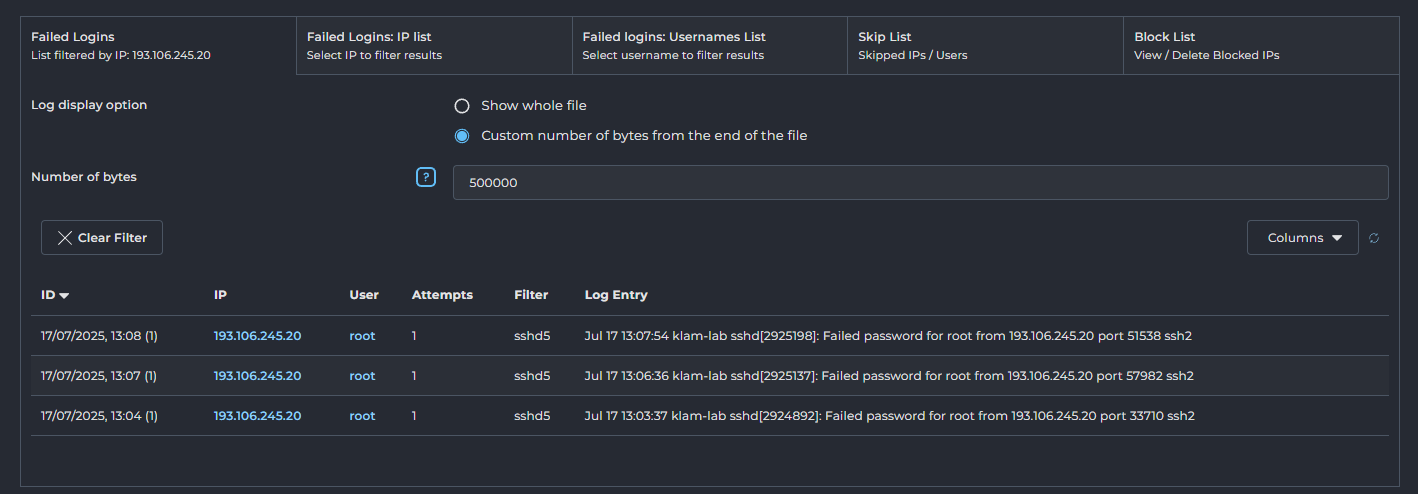 Failed Logins
List filtered by IP: 193.106.245.20
Failed Logins: IP list
Select IP to filter results
Failed logins: Usernames List
Select username to filter results
Skip List
Skipped IPs / Users
Block List
View / Delete Blocked IPs
Log display option
Show whole file
Custom number of bytes from the end of the file
Number of bytes
?
500000
Clear Filter
Columns
ID IP User Attempts Filter Log Entry
17/07/2025, 13:08 (1) 193.106.245.20 root 1 sshd5 Jul 17 13:07:54 klam-lab sshd[2925198]: Failed password for root from 193.106.245.20 port 51538 ssh2
17/07/2025, 13:07 (1) 193.106.245.20 root 1 sshd5 Jul 17 13:06:36 klam-lab sshd[2925137]: Failed password for root from 193.106.245.20 port 57982 ssh2
17/07/2025, 13:04 (1) 193.106.245.20 root 1 sshd5 Jul 17 13:03:37 klam-lab sshd[2924892]: Failed password for root from 193.106.245.20 port 33710 ssh2